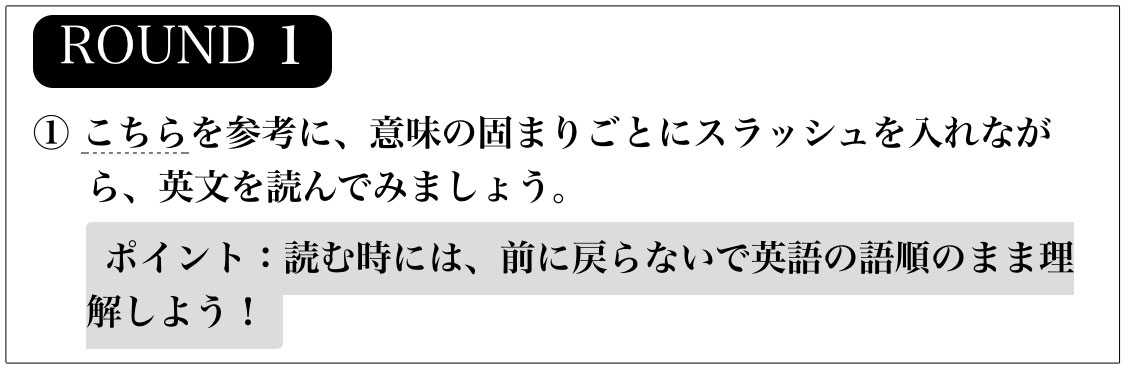 ROUND 1
① こちらを参考に、意味の固まりごとにスラッシュを入れなが
ら、英文を読んでみましょう。
ポイント：読む時には、前に戻らないで英語の語順のまま理
解しよう！